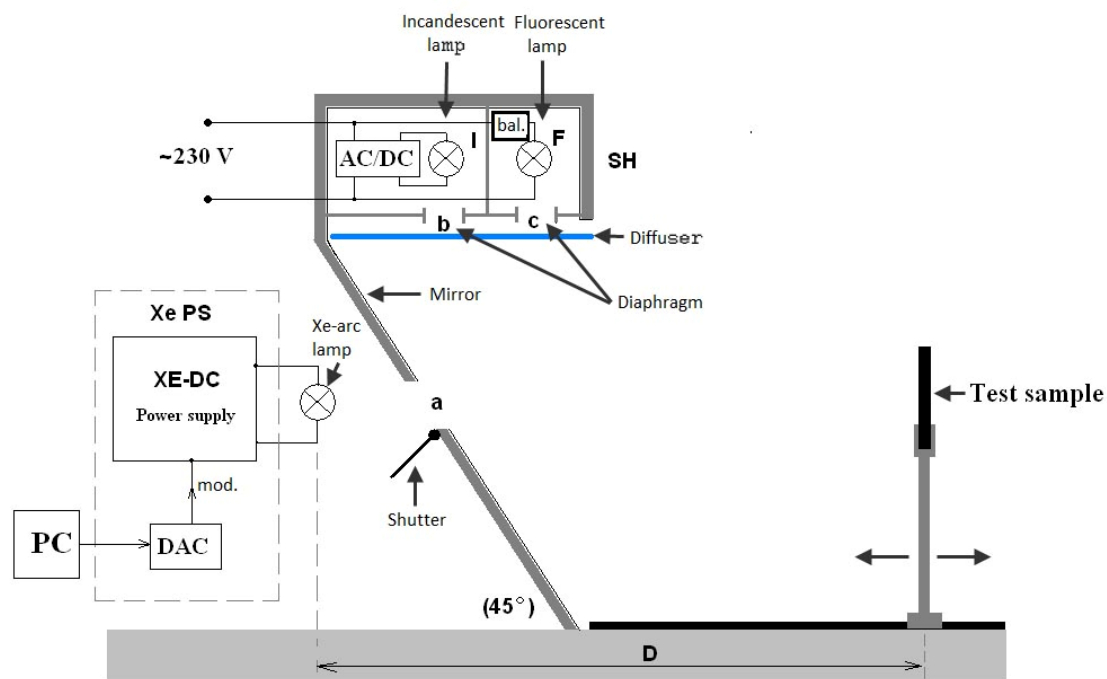 Incandescent
lamp
Fluorescent
lamp
bal.
I
F
~230 V
AC/DC
SH
b
c
Diffuser
Mirror
Diaphragm
Xe PS
Xe-arc
lamp
XE-DC
Power supply
a
Test sample
mod.
Shutter
PC
DAC
(45°)
D